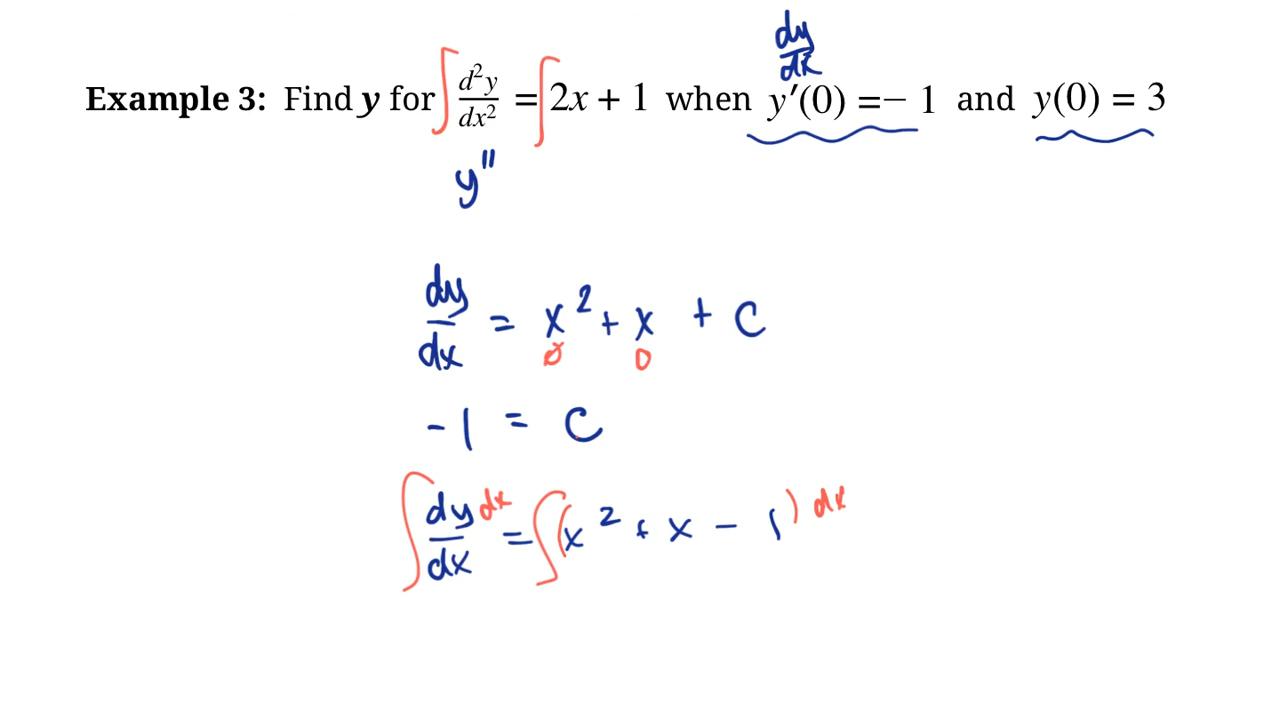 dy/dx
Example 3: Find y for ∫ d²y/dx² = ∫ 2x + 1 when y′(0) =− 1 and y(0) = 3
y"
dy/dx = x² + x + C
0 0
-1 = C
∫ dy/dx dx = ∫ (x² + x - 1) dx